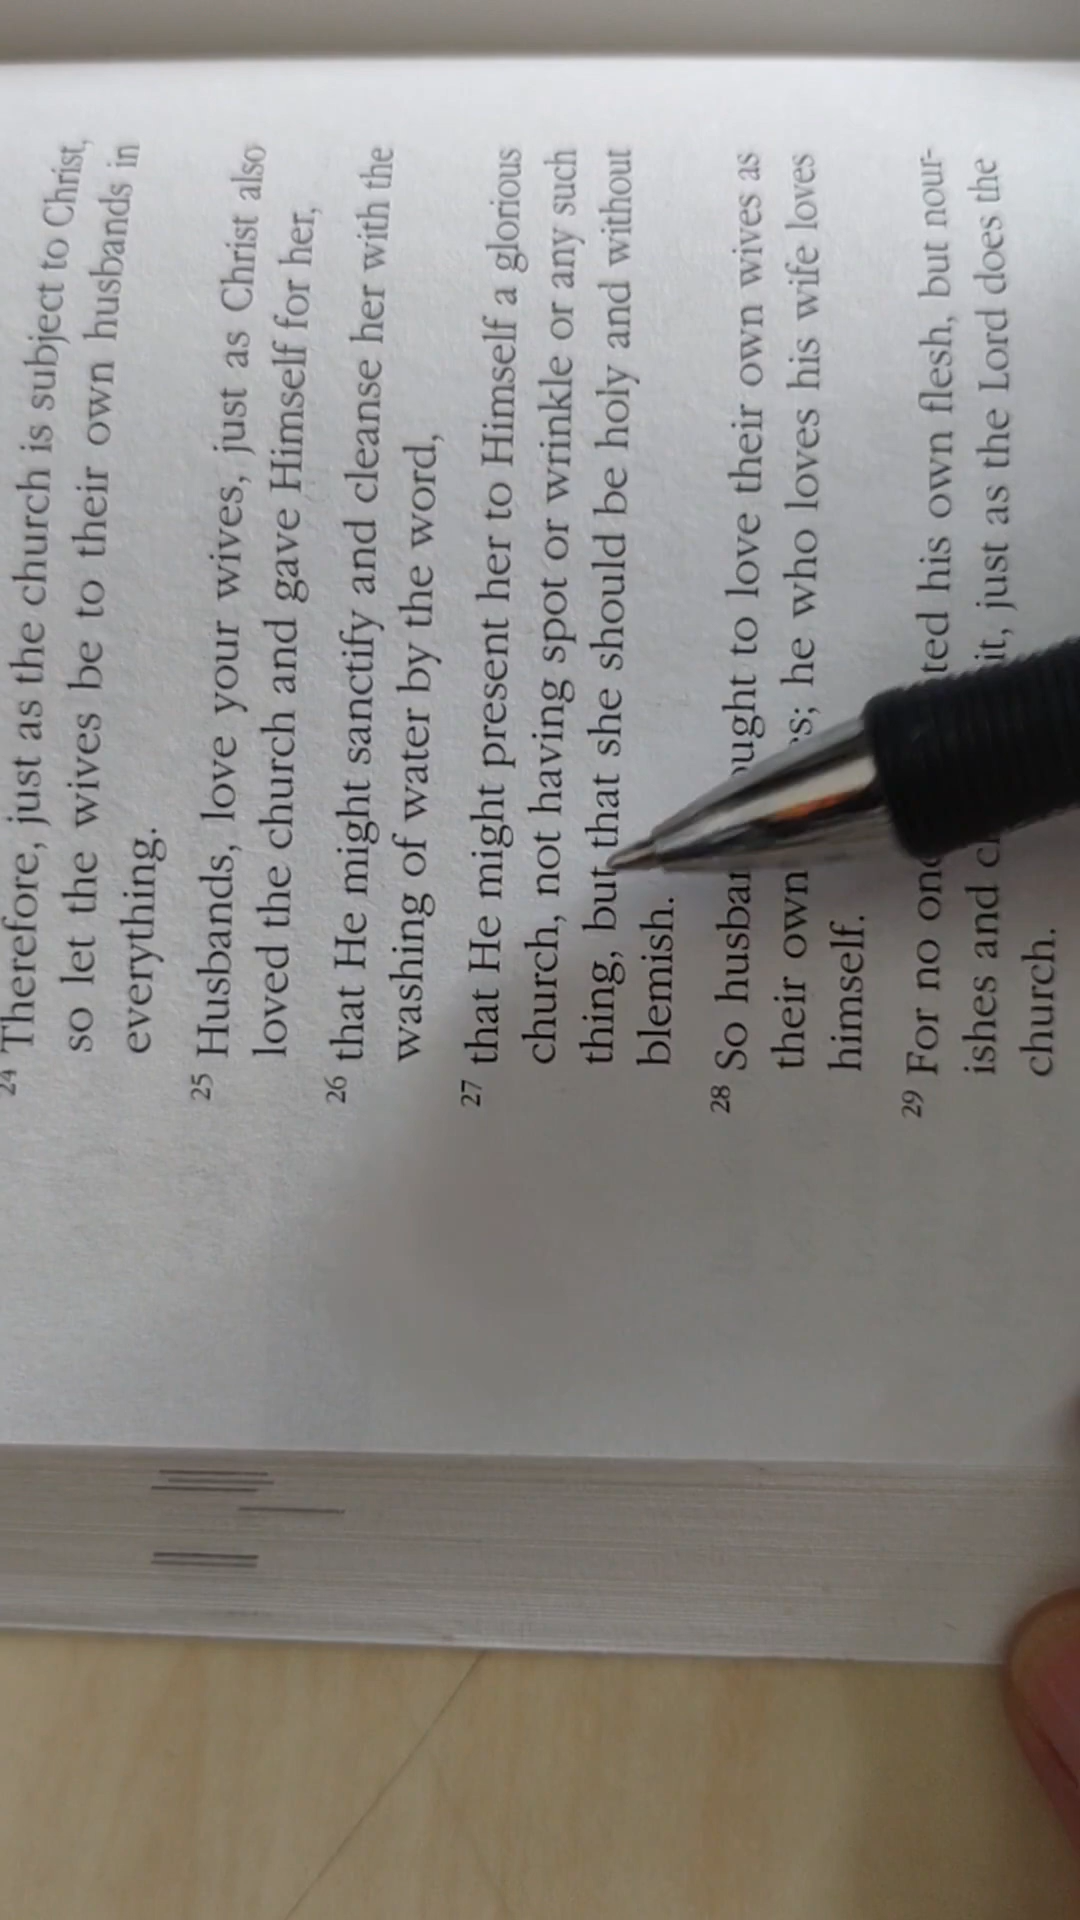 24 Therefore, just as the church is subject to Christ,
so let the wives be to their own husbands in
everything.
25 Husbands, love your wives, just as Christ also
loved the church and gave Himself for her,
26 that He might sanctify and cleanse her with the
washing of water by the word,
27 that He might present her to Himself a glorious
church, not having spot or wrinkle or any such
thing, but that she should be holy and without
blemish.
28 So to love their own wives as
their own he who loves his wife loves
himself.
29 For no one his own flesh, but nour-
ishes and it, just as the Lord does the
church.